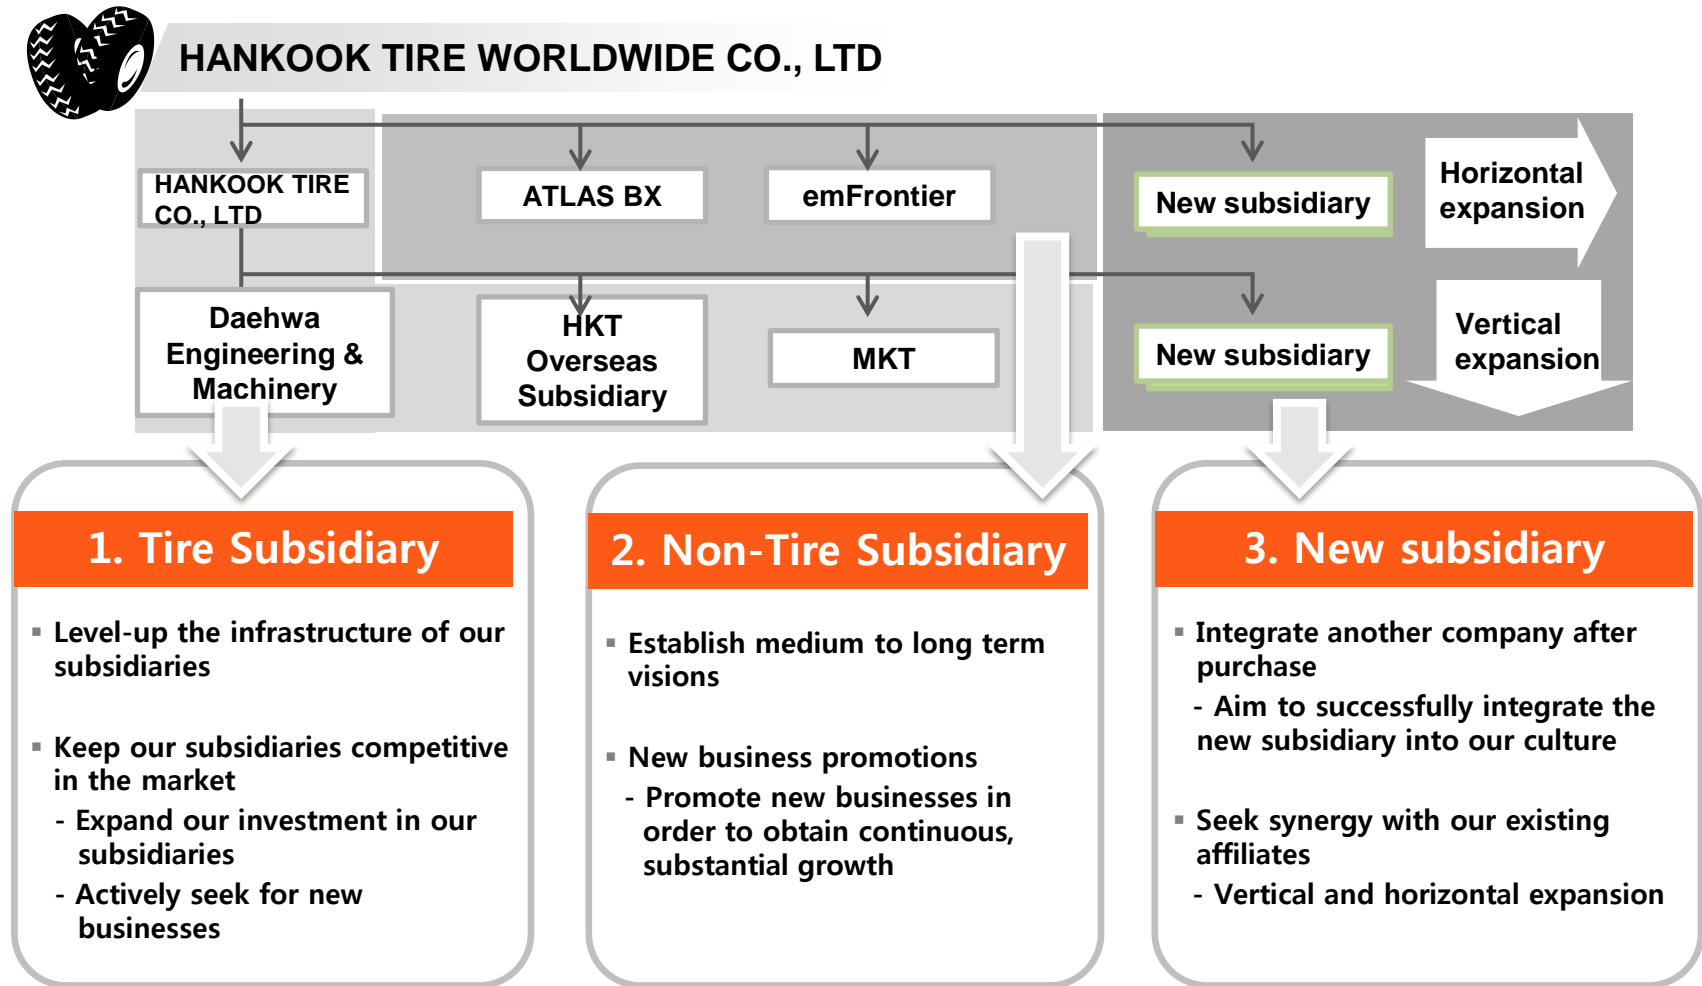 HANKOOK TIRE WORLDWIDE CO., LTD
HANKOOK TIRE
CO., LTD
ATLAS BX
emFrontier
New subsidiary
Horizontal
expansion
Daehwa
Engineering &
Machinery
HKT
Overseas
Subsidiary
MKT
New subsidiary
Vertical
expansion
1. Tire Subsidiary
▪ Level-up the infrastructure of our
subsidiaries
▪ Keep our subsidiaries competitive
in the market
- Expand our investment in our
subsidiaries
- Actively seek for new
businesses
2. Non-Tire Subsidiary
▪ Establish medium to long term
visions
▪ New business promotions
- Promote new businesses in
order to obtain continuous,
substantial growth
3. New subsidiary
▪ Integrate another company after
purchase
- Aim to successfully integrate the
new subsidiary into our culture
▪ Seek synergy with our existing
affiliates
- Vertical and horizontal expansion